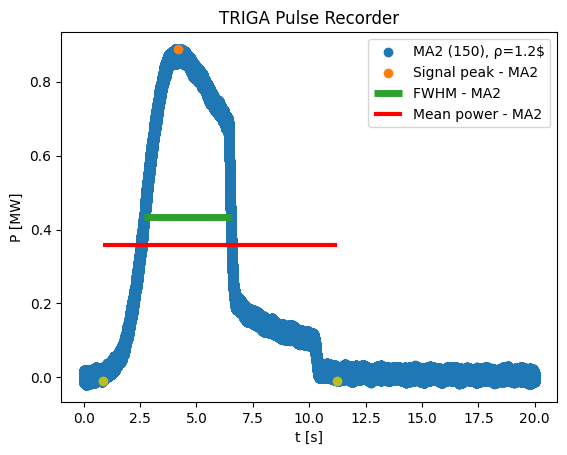 TRIGA Pulse Recorder
MA2 (150), ρ=1.2$
Signal peak - MA2
FWHM - MA2
Mean power - MA2
P [MW]
0.8
0.6
0.4
0.2
0.0
0.0 2.5 5.0 7.5 10.0 12.5 15.0 17.5 20.0
t [s]